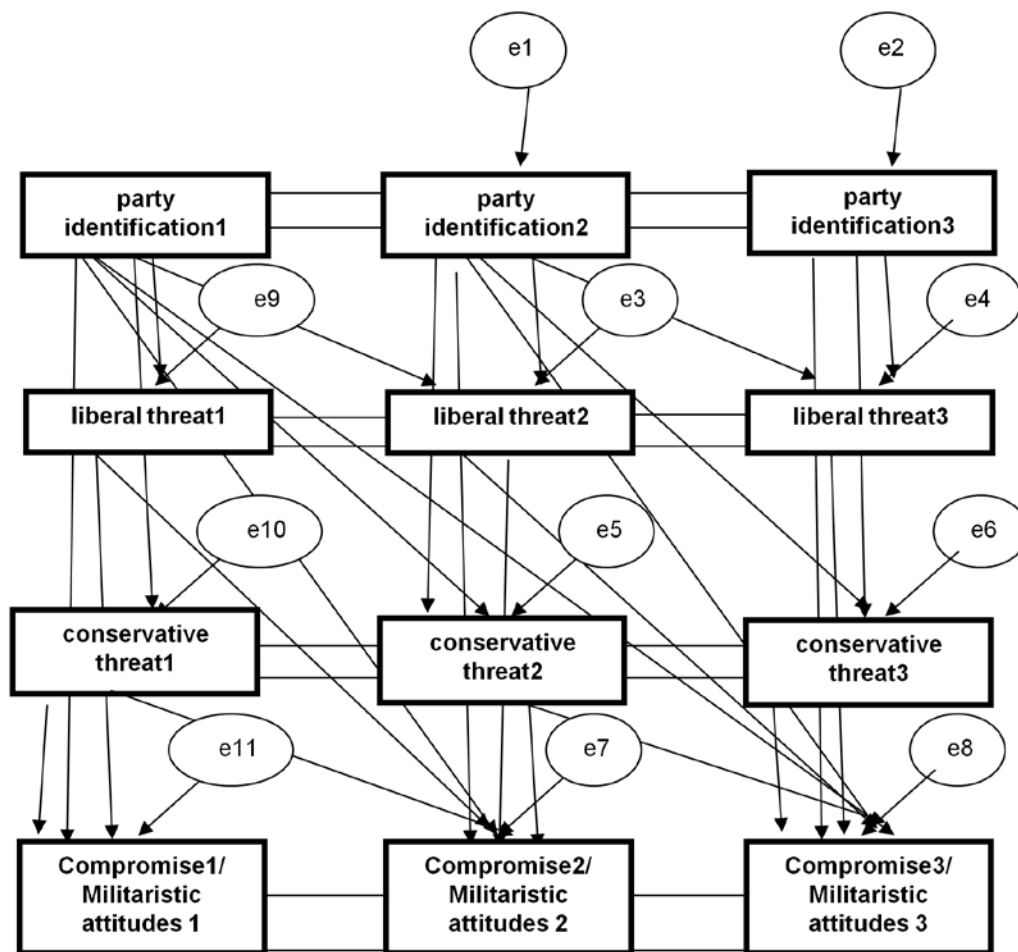 e1
e2
party
identification1
party
identification2
party
identification3
e9
e3
e4
liberal threat1
liberal threat2
liberal threat3
e10
e5
e6
conservative
threat1
conservative
threat2
conservative
threat3
e11
e7
e8
Compromise1/
Militaristic
attitudes 1
Compromise2/
Militaristic
attitudes 2
Compromise3/
Militaristic
attitudes 3